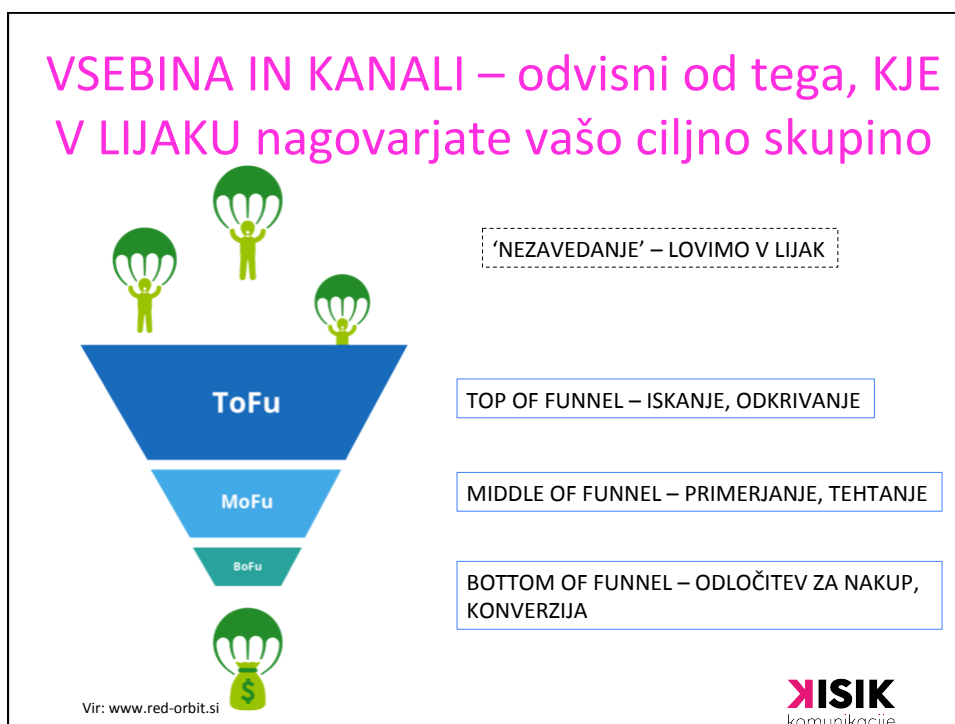 VSEBINA IN KANALI – odvisni od tega, KJE
V LIJAKU nagovarjate vašo ciljno skupino
‘NEZAVEDANJE’ – LOVIMO V LIJAK
ToFu
TOP OF FUNNEL – ISKANJE, ODKRIVANJE
MoFu
MIDDLE OF FUNNEL – PRIMERJANJE, TEHTANJE
BoFu
BOTTOM OF FUNNEL – ODLOČITEV ZA NAKUP,
KONVERZIJA
$
Vir: www.red-orbit.si
KISIK
komunikacije